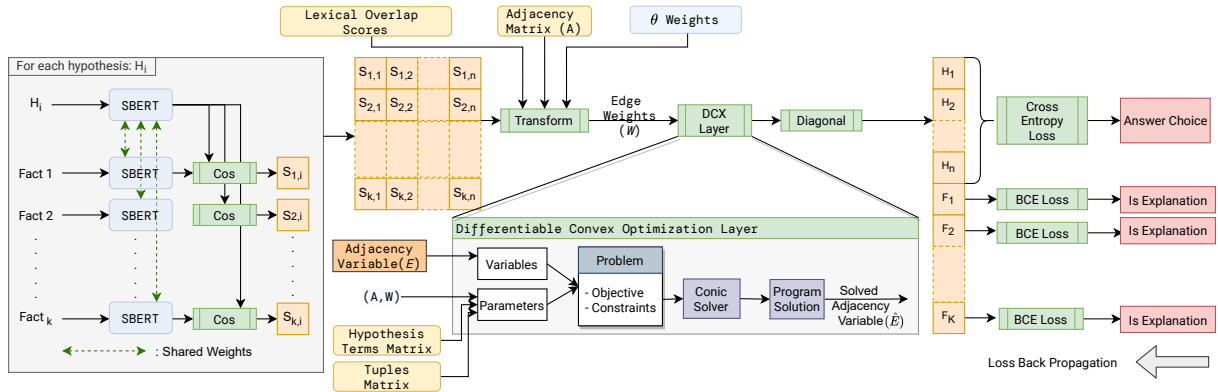 Lexical Overlap
Scores
Adjacency
Matrix (A)
θ Weights
For each hypothesis: Hi
Hi
SBERT
Fact 1
SBERT
Cos
S1,i
Fact 2
SBERT
Cos
S2,i
Fact k
SBERT
Cos
Sk,i
: Shared Weights
S1,1
S1,2
S1,n
S2,1
S2,2
S2,n
Sk,1
Sk,2
Sk,n
Transform
Edge
Weights
(W)
DCX
Layer
Diagonal
H1
H2
Hn
F1
F2
FK
Cross
Entropy
Loss
Answer Choice
BCE Loss
Is Explanation
BCE Loss
Is Explanation
BCE Loss
Is Explanation
Differentiable Convex Optimization Layer
Adjacency
Variable(E)
Variables
(A,W)
Parameters
Hypothesis
Terms Matrix
Tuples
Matrix
Problem
- Objective
- Constraints
Conic
Solver
Program
Solution
Solved
Adjacency
Variable(Ê)
Loss Back Propagation